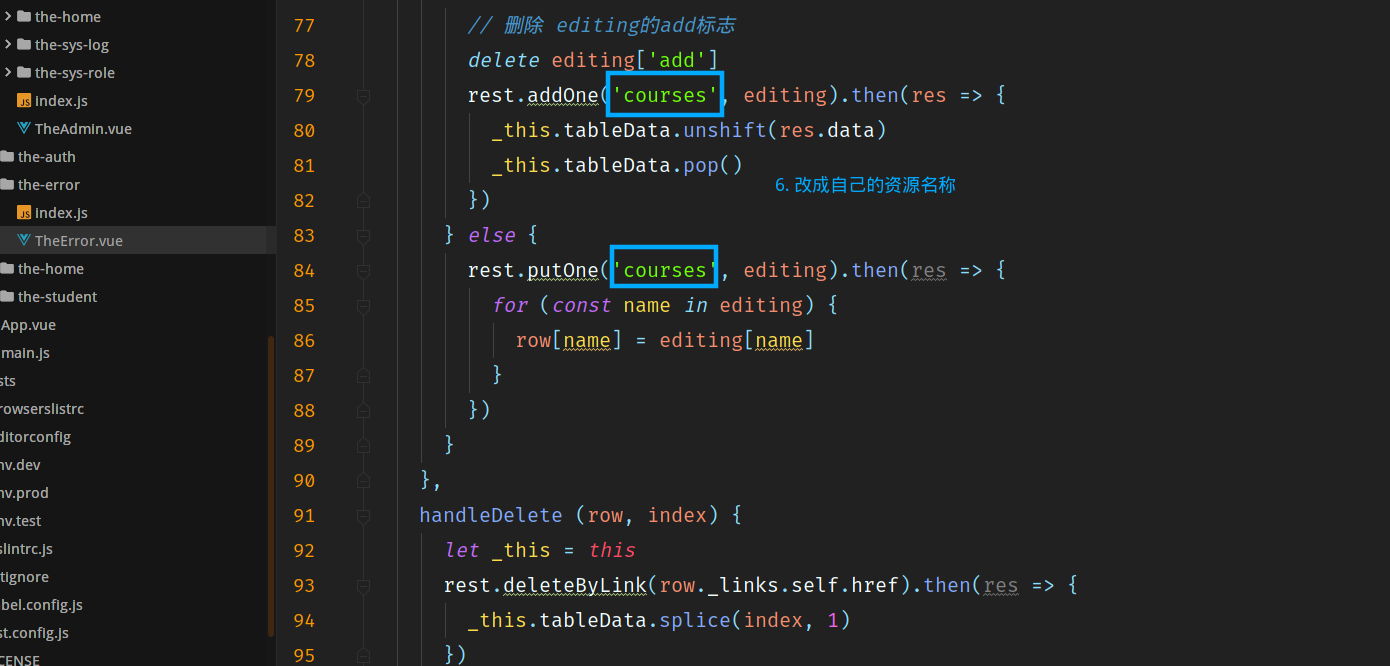 the-home
the-sys-log
the-sys-role
index.js
TheAdmin.vue
the-auth
the-error
index.js
TheError.vue
the-home
the-student
App.vue
main.js
sts
rowserslistrc
ditorconfig
nv.dev
nv.prod
nv.test
slintrc.js
tignore
bel.config.js
st.config.js
CENSE
77 // 删除 editing的add标志
78 delete editing['add']
79 rest.addOne('courses', editing).then(res => {
80 _this.tableData.unshift(res.data)
81 _this.tableData.pop()
6. 改成自己的资源名称
82 })
83 } else {
84 rest.putOne('courses', editing).then(res => {
85 for (const name in editing) {
86 row[name] = editing[name]
87 }
88 })
89 }
90 },
91 handleDelete (row, index) {
92 let _this = this
93 rest.deleteByLink(row._links.self.href).then(res => {
94 _this.tableData.splice(index, 1)
95 })